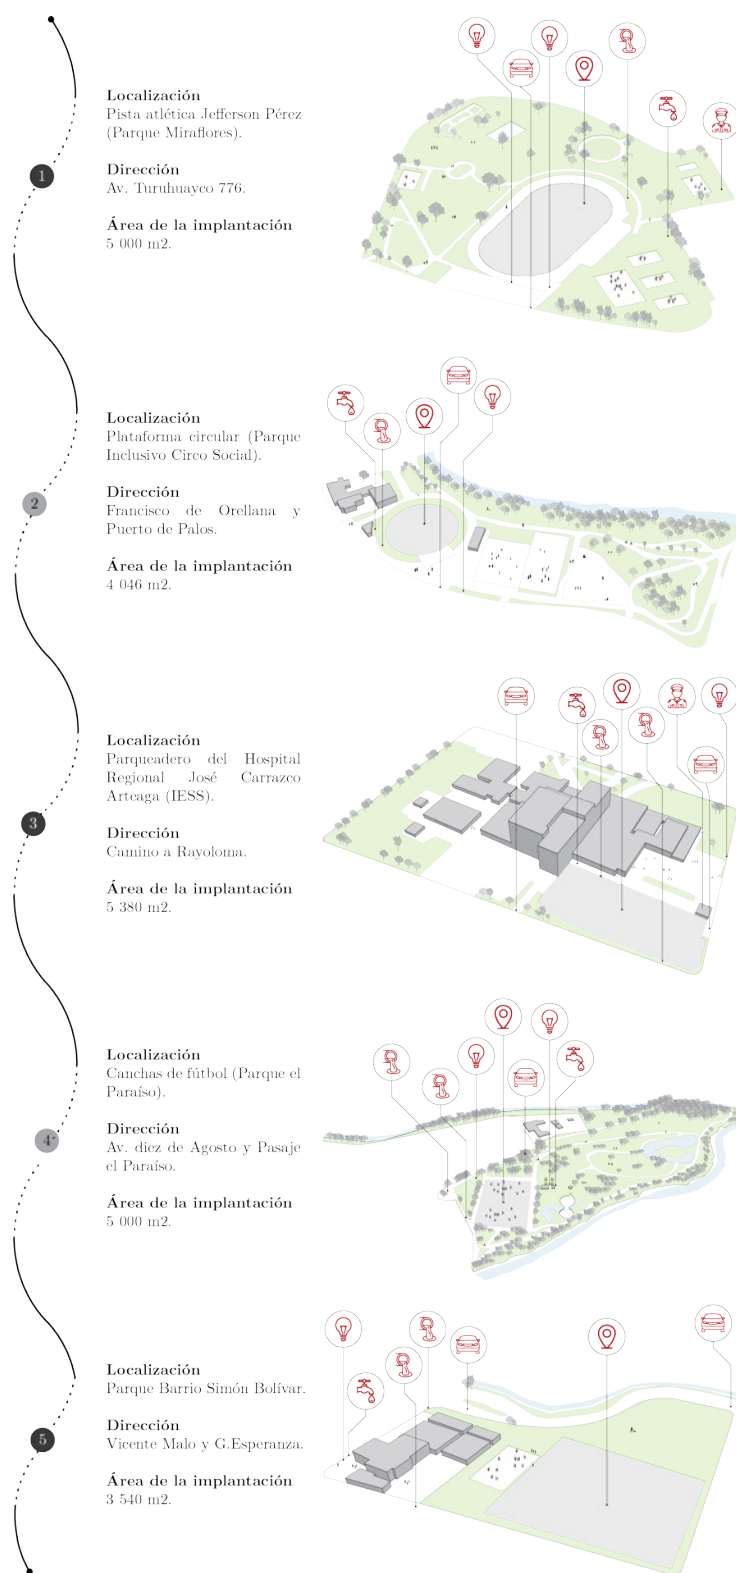 Localización
Pista atlética Jefferson Pérez
(Parque Miraflores).
Dirección
1
Av. Turuhuayco 776.
Área de la implantación
5 000 m2.
Localización
Plataforma circular (Parque
Inclusivo Circo Social).
Dirección
2
Francisco de Orellana y
Puerto de Palos.
Área de la implantación
4 046 m2.
Localización
Parqueadero del Hospital
Regional José Carrazco
Arteaga (IESS).
3
Dirección
Camino a Rayoloma.
Área de la implantación
5 380 m2.
Localización
Canchas de fútbol (Parque el
Paraíso).
Dirección
4*
Av. diez de Agosto y Pasaje
el Paraíso.
Área de la implantación
5 000 m2.
Localización
Parque Barrio Simón Bolívar.
Dirección
5
Vicente Malo y G.Esperanza.
Área de la implantación
3 540 m2.